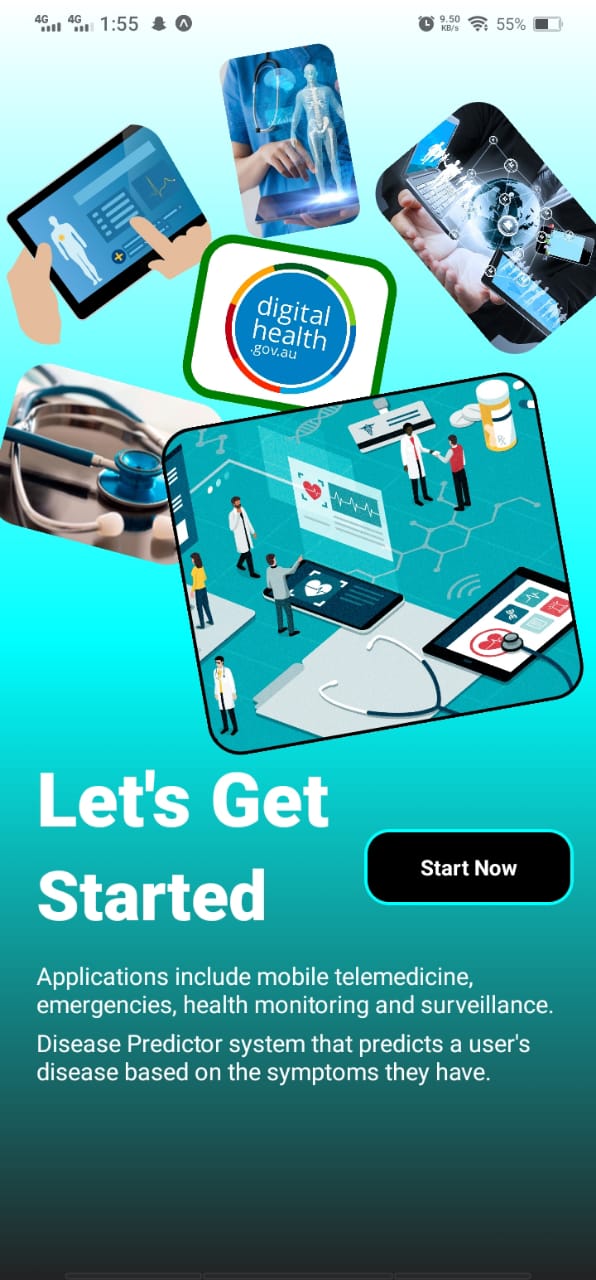 4G 4G 1:55 9.50 KB/s 55%
digital
health
.gov.au
Rx
Let's Get
Started
Start Now
Applications include mobile telemedicine,
emergencies, health monitoring and surveillance.
Disease Predictor system that predicts a user's
disease based on the symptoms they have.